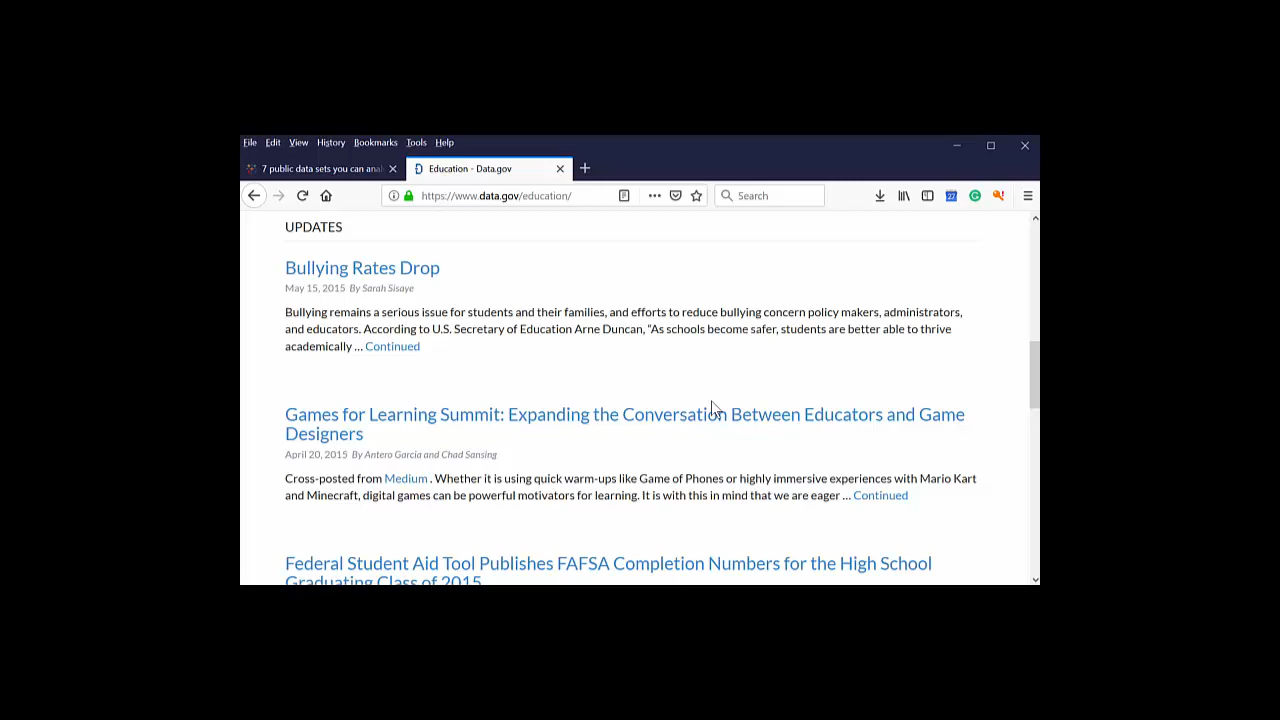 File Edit View History Bookmarks Tools Help
7 public data sets you can anal
Education - Data.gov
https://www.data.gov/education/
Search
27
UPDATES
Bullying Rates Drop
May 15, 2015 By Sarah Sisaye
Bullying remains a serious issue for students and their families, and efforts to reduce bullying concern policy makers, administrators,
and educators. According to U.S. Secretary of Education Arne Duncan, “As schools become safer, students are better able to thrive
academically ... Continued
Games for Learning Summit: Expanding the Conversation Between Educators and Game
Designers
April 20, 2015 By Antero Garcia and Chad Sansing
Cross-posted from Medium . Whether it is using quick warm-ups like Game of Phones or highly immersive experiences with Mario Kart
and Minecraft, digital games can be powerful motivators for learning. It is with this in mind that we are eager ... Continued
Federal Student Aid Tool Publishes FAFSA Completion Numbers for the High School
Graduating Class of 2015